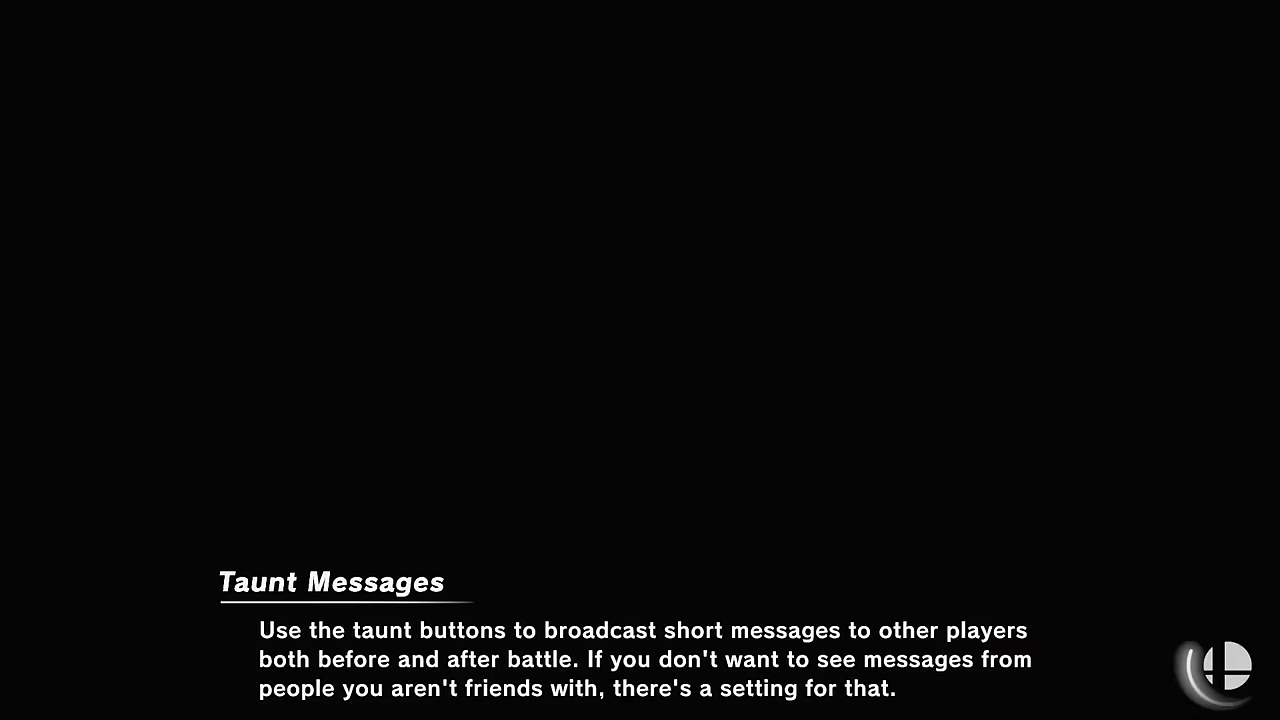 Taunt Messages
Use the taunt buttons to broadcast short messages to other players
both before and after battle. If you don't want to see messages from
people you aren't friends with, there's a setting for that.